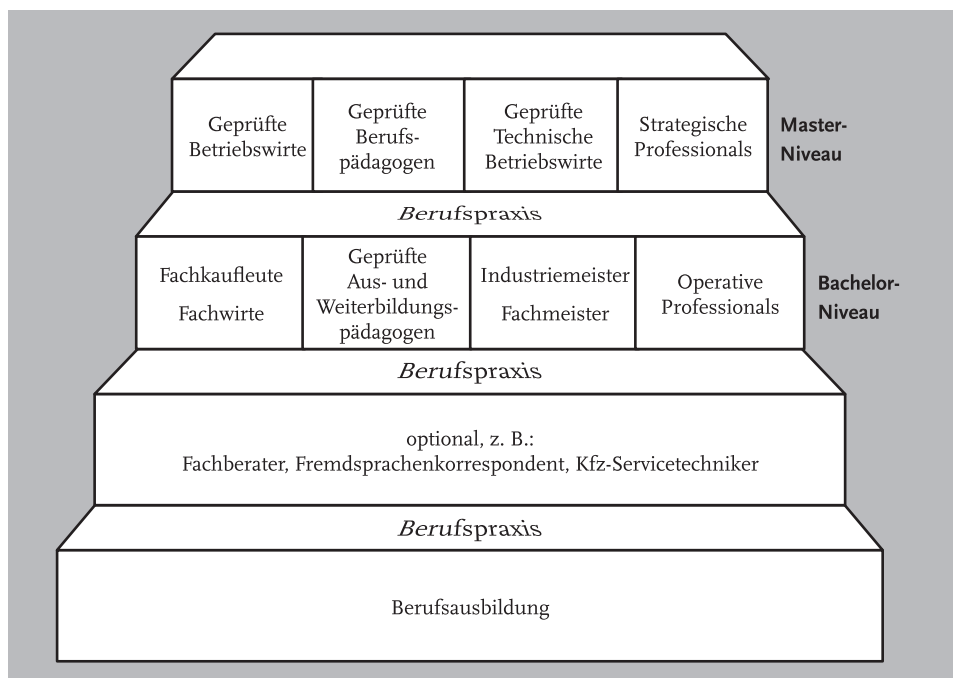 Geprüfte
Betriebswirte
Geprüfte
Berufs-
pädagogen
Geprüfte
Technische
Betriebswirte
Strategische
Professionals
Master-
Niveau
Berufspraxis
Fachkaufleute
Fachwirte
Geprüfte
Aus- und
Weiterbildungs-
pädagogen
Industriemeister
Fachmeister
Operative
Professionals
Bachelor-
Niveau
Berufspraxis
optional, z. B.:
Fachberater, Fremdsprachenkorrespondent, Kfz-Servicetechniker
Berufspraxis
Berufsausbildung